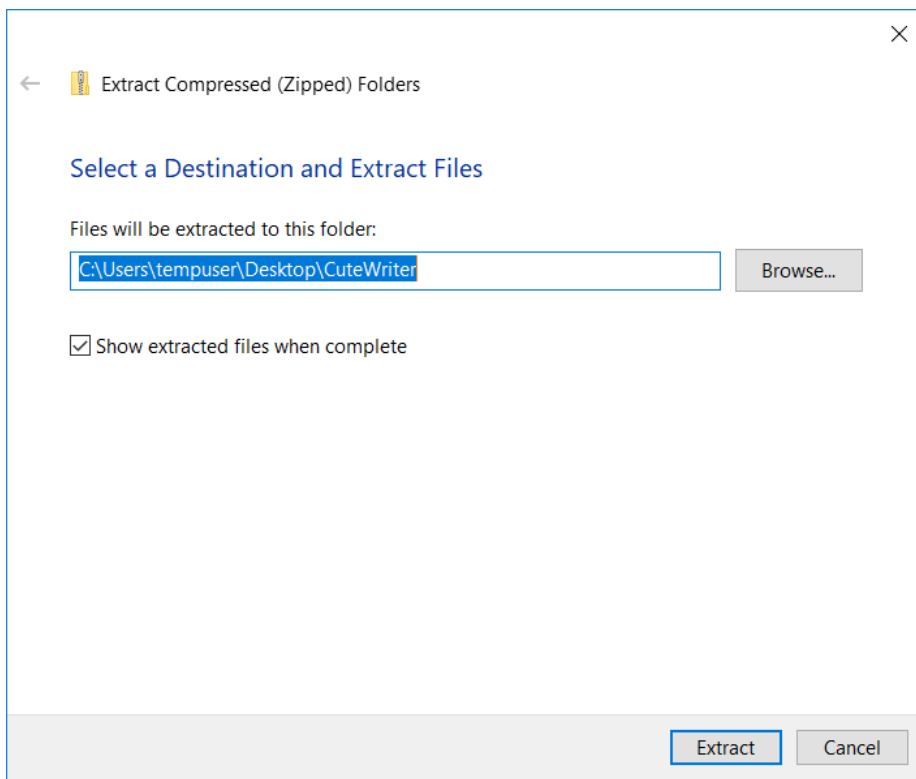 Extract Compressed (Zipped) Folders
Select a Destination and Extract Files
Files will be extracted to this folder:
C:\Users\tempuser\Desktop\CuteWriter
Browse...
Show extracted files when complete
Extract
Cancel